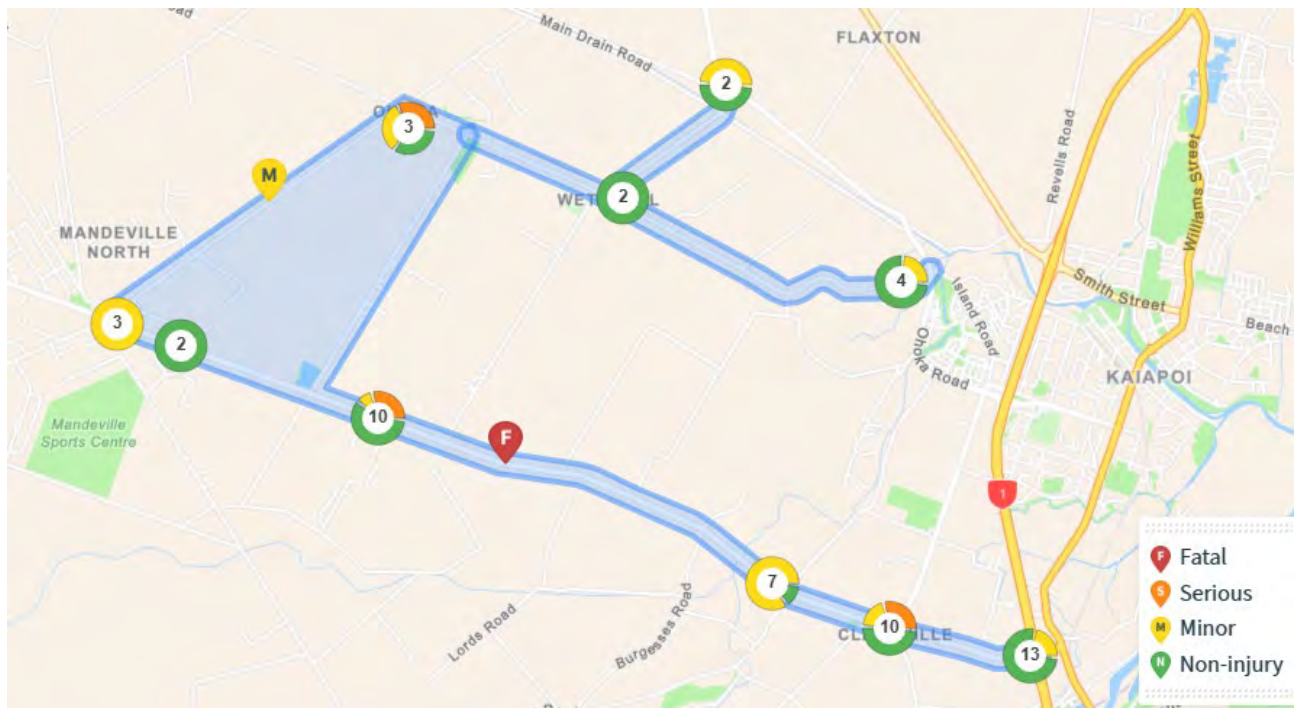 Main Drain Road
FLAXTON
Road
2
3
M
2
MANDEVILLE
NORTH
Revells Road
Williams Street
4
Smith Street
Island Road
Beach
3
2
Ohoka Road
KAIAPOI
10
Mandeville
Sports Centre
F
1
7
Lords Road
Burgesses Road
10
13
F Fatal
S Serious
M Minor
N Non-injury